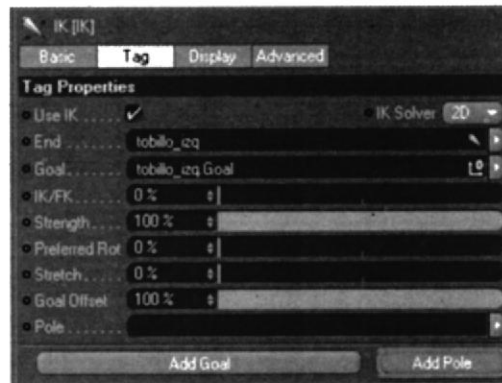 IK [IK]
Basic Tag Display Advanced
Tag Properties
Use IK ..... IK Solver 2D
End ....... tobillo_izq
Goal ...... tobillo_izq.Goal
IK/FK ..... 0 %
Strength ..... 100 %
Preferred Rot 0 %
Stretch ..... 0 %
Goal Offset 100 %
Pole .......
Add Goal Add Pole